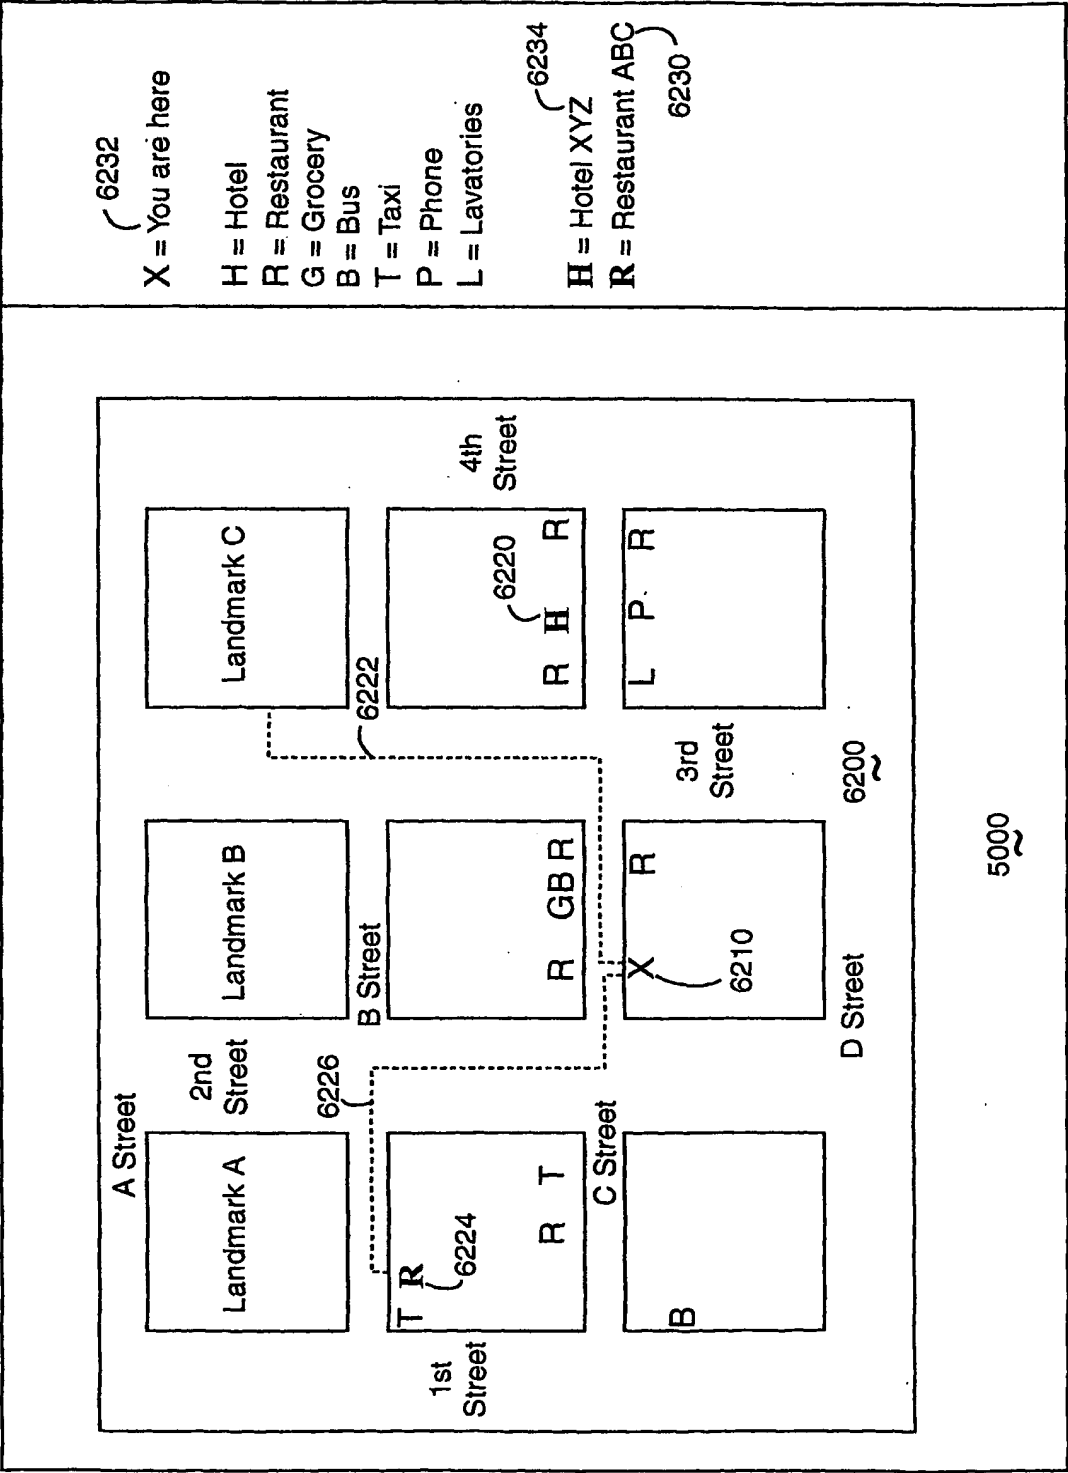 A Street
Landmark A
2nd
Street
Landmark B
Landmark C
6226
B Street
6222
1st
Street
T R
6224
R T
R GB R
R H R
6220
4th
Street
C Street
B
X R
6210
3rd
Street
L P R
D Street
6200
5000
6232
X = You are here
H = Hotel
R = Restaurant
G = Grocery
B = Bus
T = Taxi
P = Phone
L = Lavatories
6234
H = Hotel XYZ
R = Restaurant ABC
6230